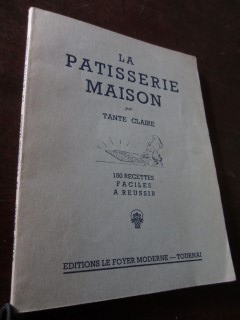 LA
PATISSERIE
MAISON
par
TANTE CLAIRE
100 RECETTES
FACILES
A REUSSIR
EDITIONS LE FOYER MODERNE — TOURNAI